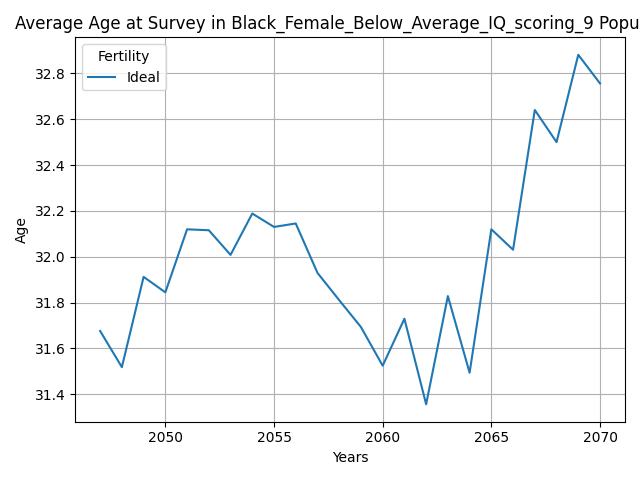 Average Age at Survey in Black_Female_Below_Average_IQ_scoring_9 Popu
Fertility
Ideal
32.8
32.6
32.4
32.2
32.0
31.8
31.6
31.4
Age
2050 2055 2060 2065 2070
Years